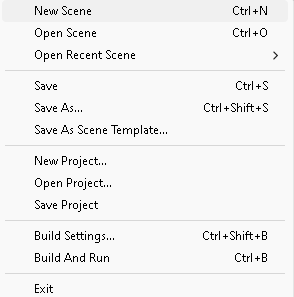 New Scene Ctrl+N
Open Scene Ctrl+O
Open Recent Scene
Save Ctrl+S
Save As... Ctrl+Shift+S
Save As Scene Template...
New Project...
Open Project...
Save Project
Build Settings... Ctrl+Shift+B
Build And Run Ctrl+B
Exit